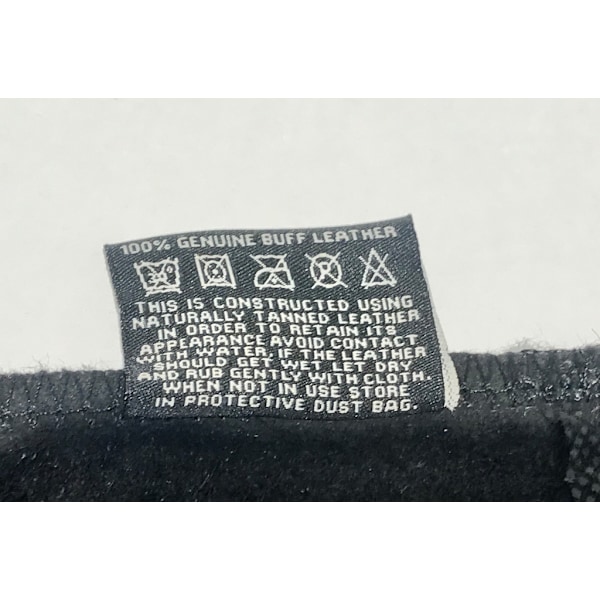 100% GENUINE BUFF LEATHER
THIS IS CONSTRUCTED USING
NATURALLY TANNED LEATHER
IN ORDER TO RETAIN ITS
APPEARANCE AVOID CONTACT
WITH WATER. IF THE LEATHER
SHOULD GET WET LET DRY
AND RUB GENTLY WITH CLOTH.
WHEN NOT IN USE STORE
IN PROTECTIVE DUST BAG.